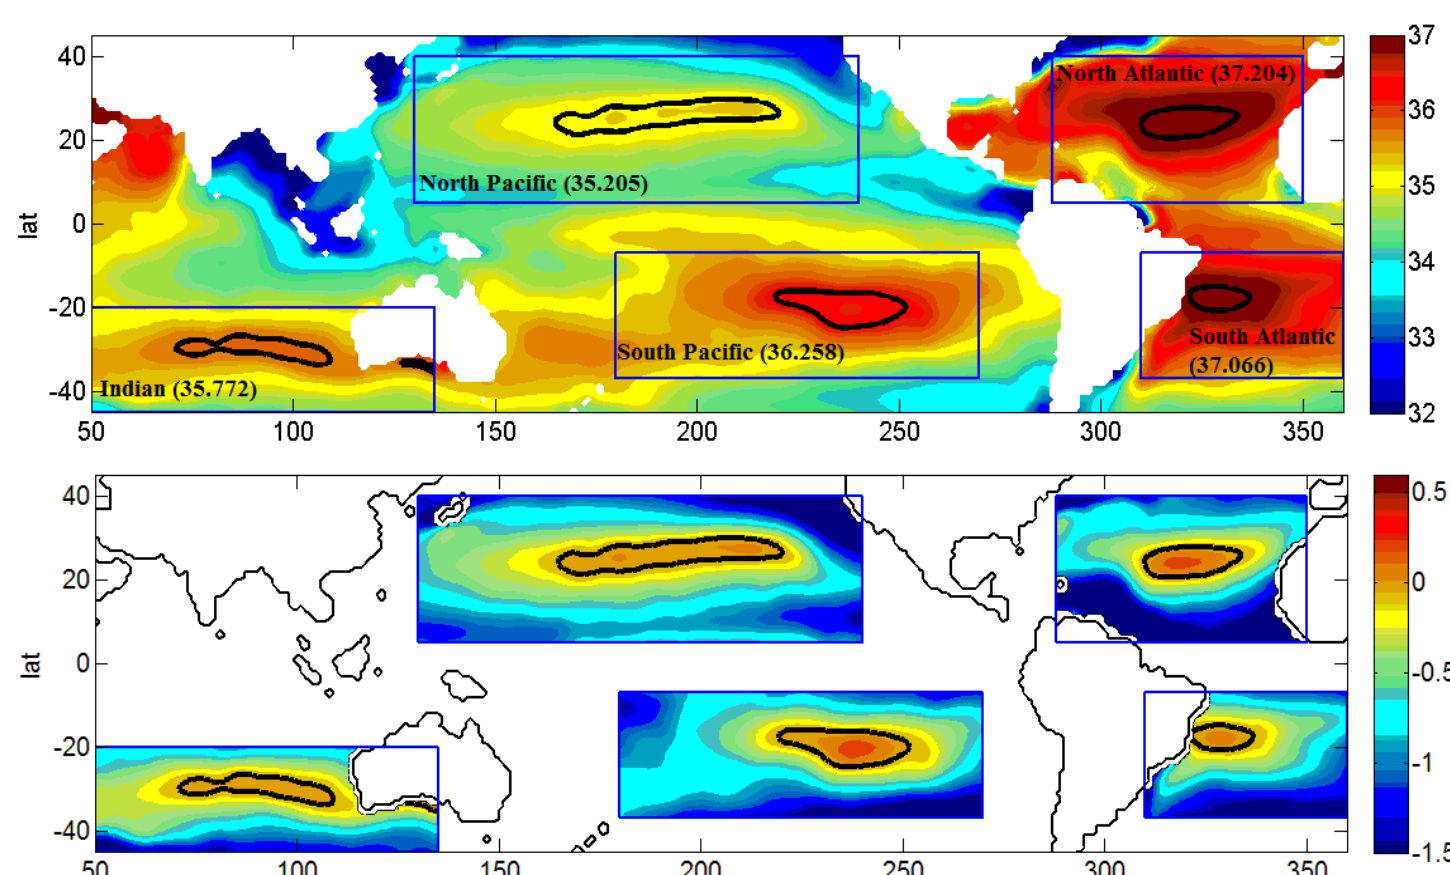 40
20
0
-20
-40
lat
North Pacific (35.205)
North Atlantic (37.204)
South Pacific (36.258)
South Atlantic
(37.066)
Indian (35.772)
50 100 150 200 250 300 350
37
36
35
34
33
32
40
20
0
-20
-40
lat
50 100 150 200 250 300 350
0.5
0
-0.5
-1
-1.5